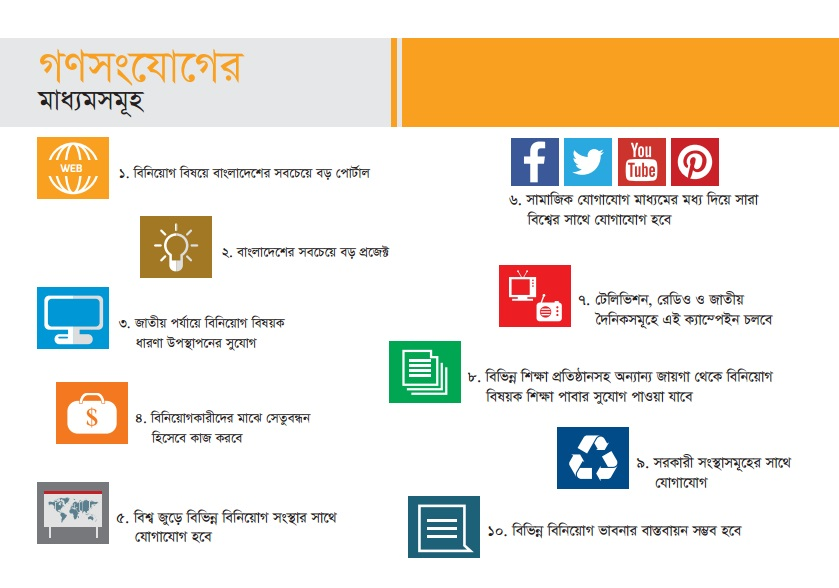 গণসংযোগের
মাধ্যমসমূহ
WEB
১. বিনিয়োগ বিষয়ে বাংলাদেশের সবচেয়ে বড় পোর্টাল
২. বাংলাদেশের সবচেয়ে বড় প্রজেক্ট
৩. জাতীয় পর্যায়ে বিনিয়োগ বিষয়ক
ধারণা উপস্থাপনের সুযোগ
$
৪. বিনিয়োগকারীদের মাঝে সেতুবন্ধন
হিসেবে কাজ করবে
৫. বিশ্ব জুড়ে বিভিন্ন বিনিয়োগ সংস্থার সাথে
যোগাযোগ হবে
f
You
Tube
৬. সামাজিক যোগাযোগ মাধ্যমের মধ্য দিয়ে সারা
বিশ্বের সাথে যোগাযোগ হবে
৭. টেলিভিশন, রেডিও ও জাতীয়
দৈনিকসমূহে এই ক্যাম্পেইন চলবে
৮. বিভিন্ন শিক্ষা প্রতিষ্ঠানসহ অন্যান্য জায়গা থেকে বিনিয়োগ
বিষয়ক শিক্ষা পাবার সুযোগ পাওয়া যাবে
৯. সরকারী সংস্থাসমূহের সাথে
যোগাযোগ
১০. বিভিন্ন বিনিয়োগ ভাবনার বাস্তবায়ন সম্ভব হবে